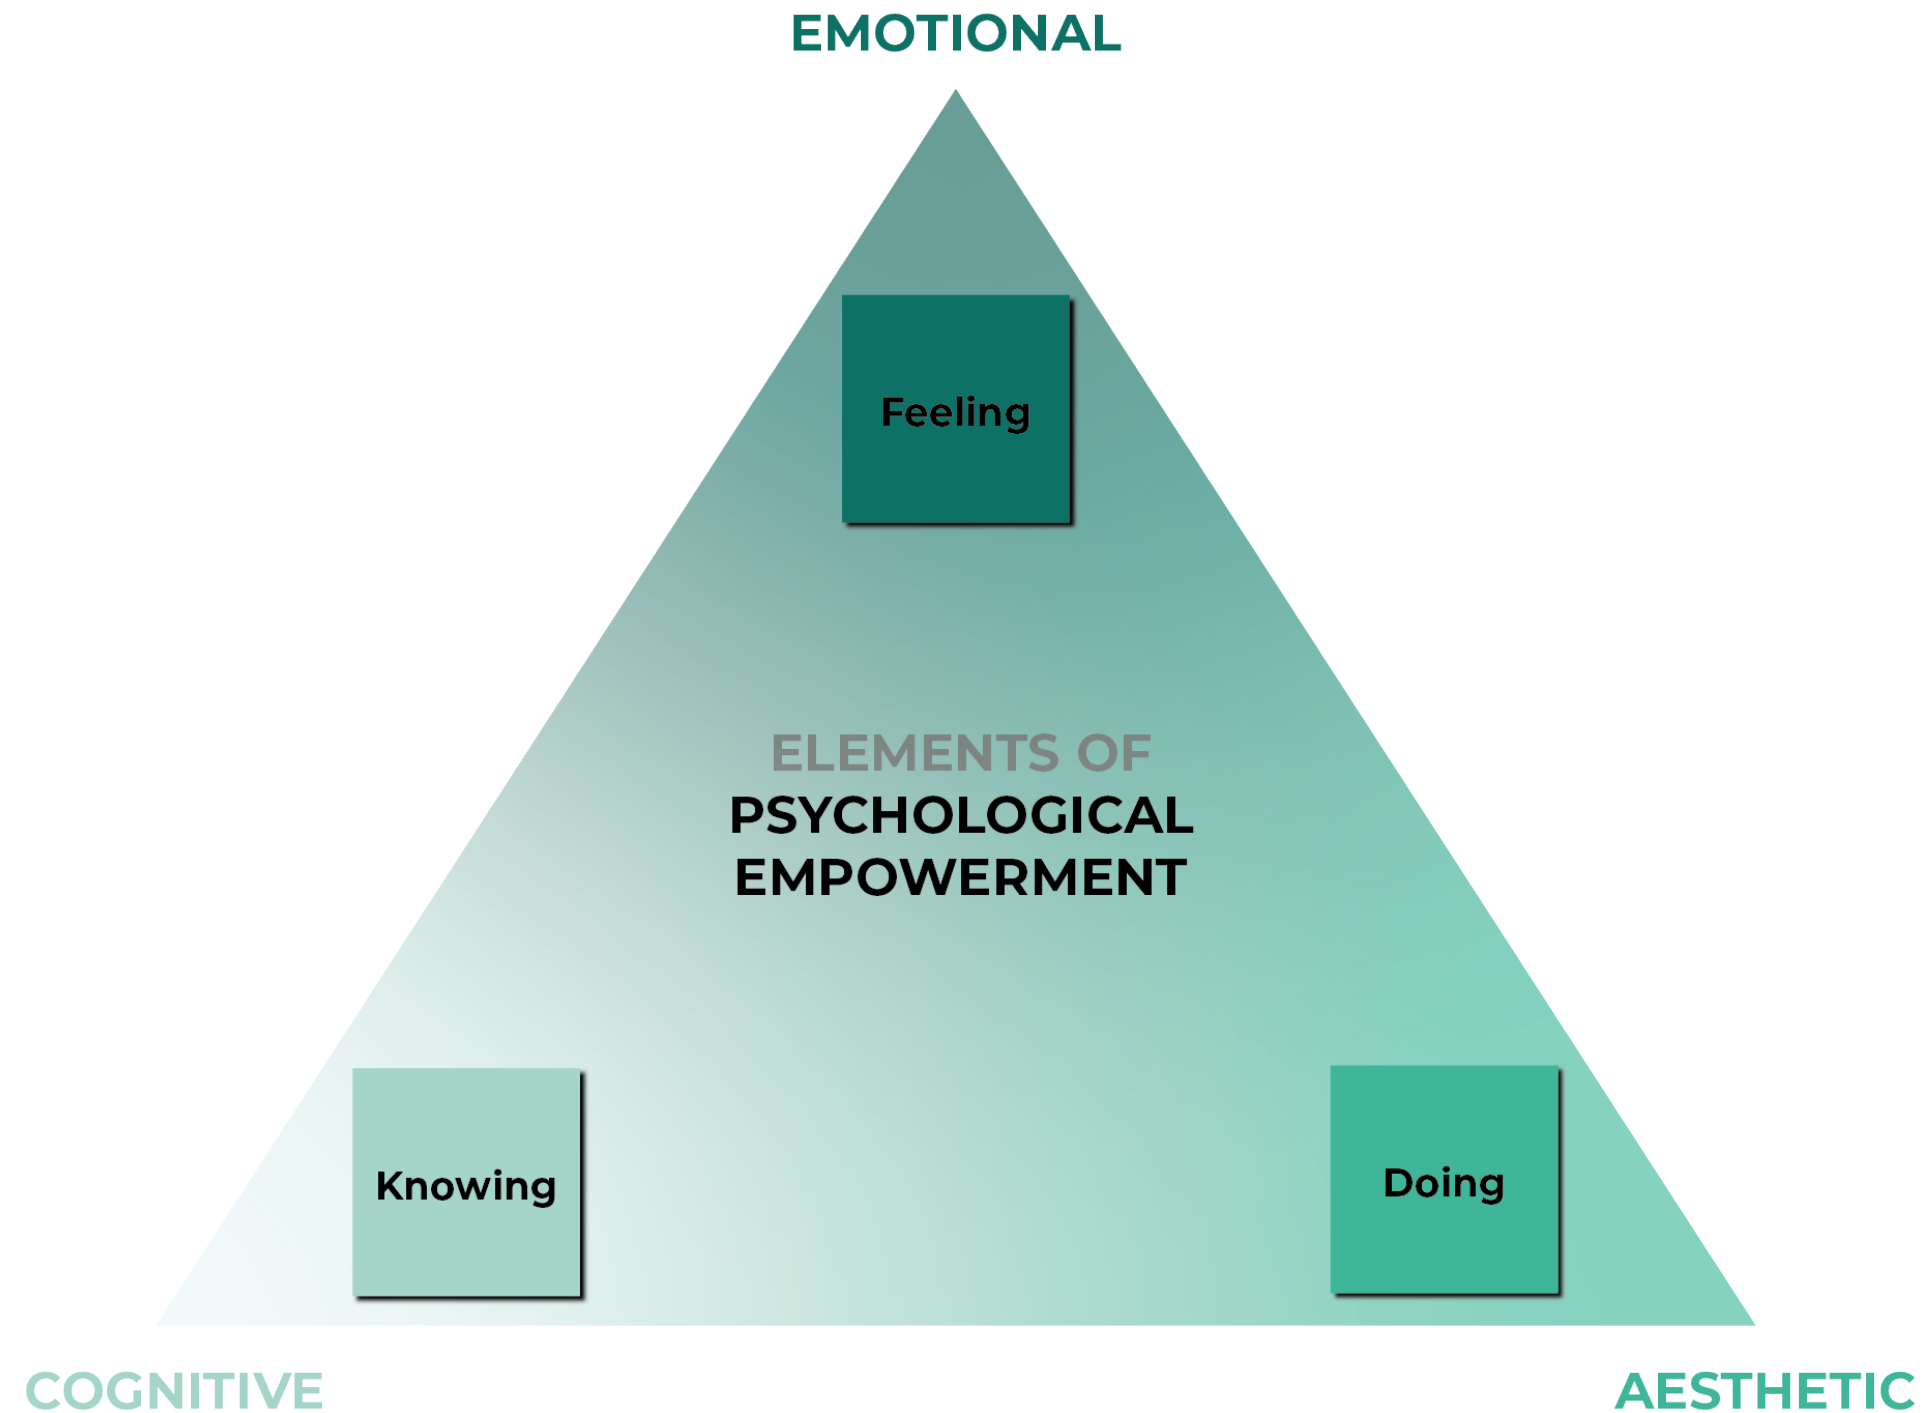 EMOTIONAL
Feeling
ELEMENTS OF
PSYCHOLOGICAL
EMPOWERMENT
Knowing
Doing
COGNITIVE
AESTHETIC